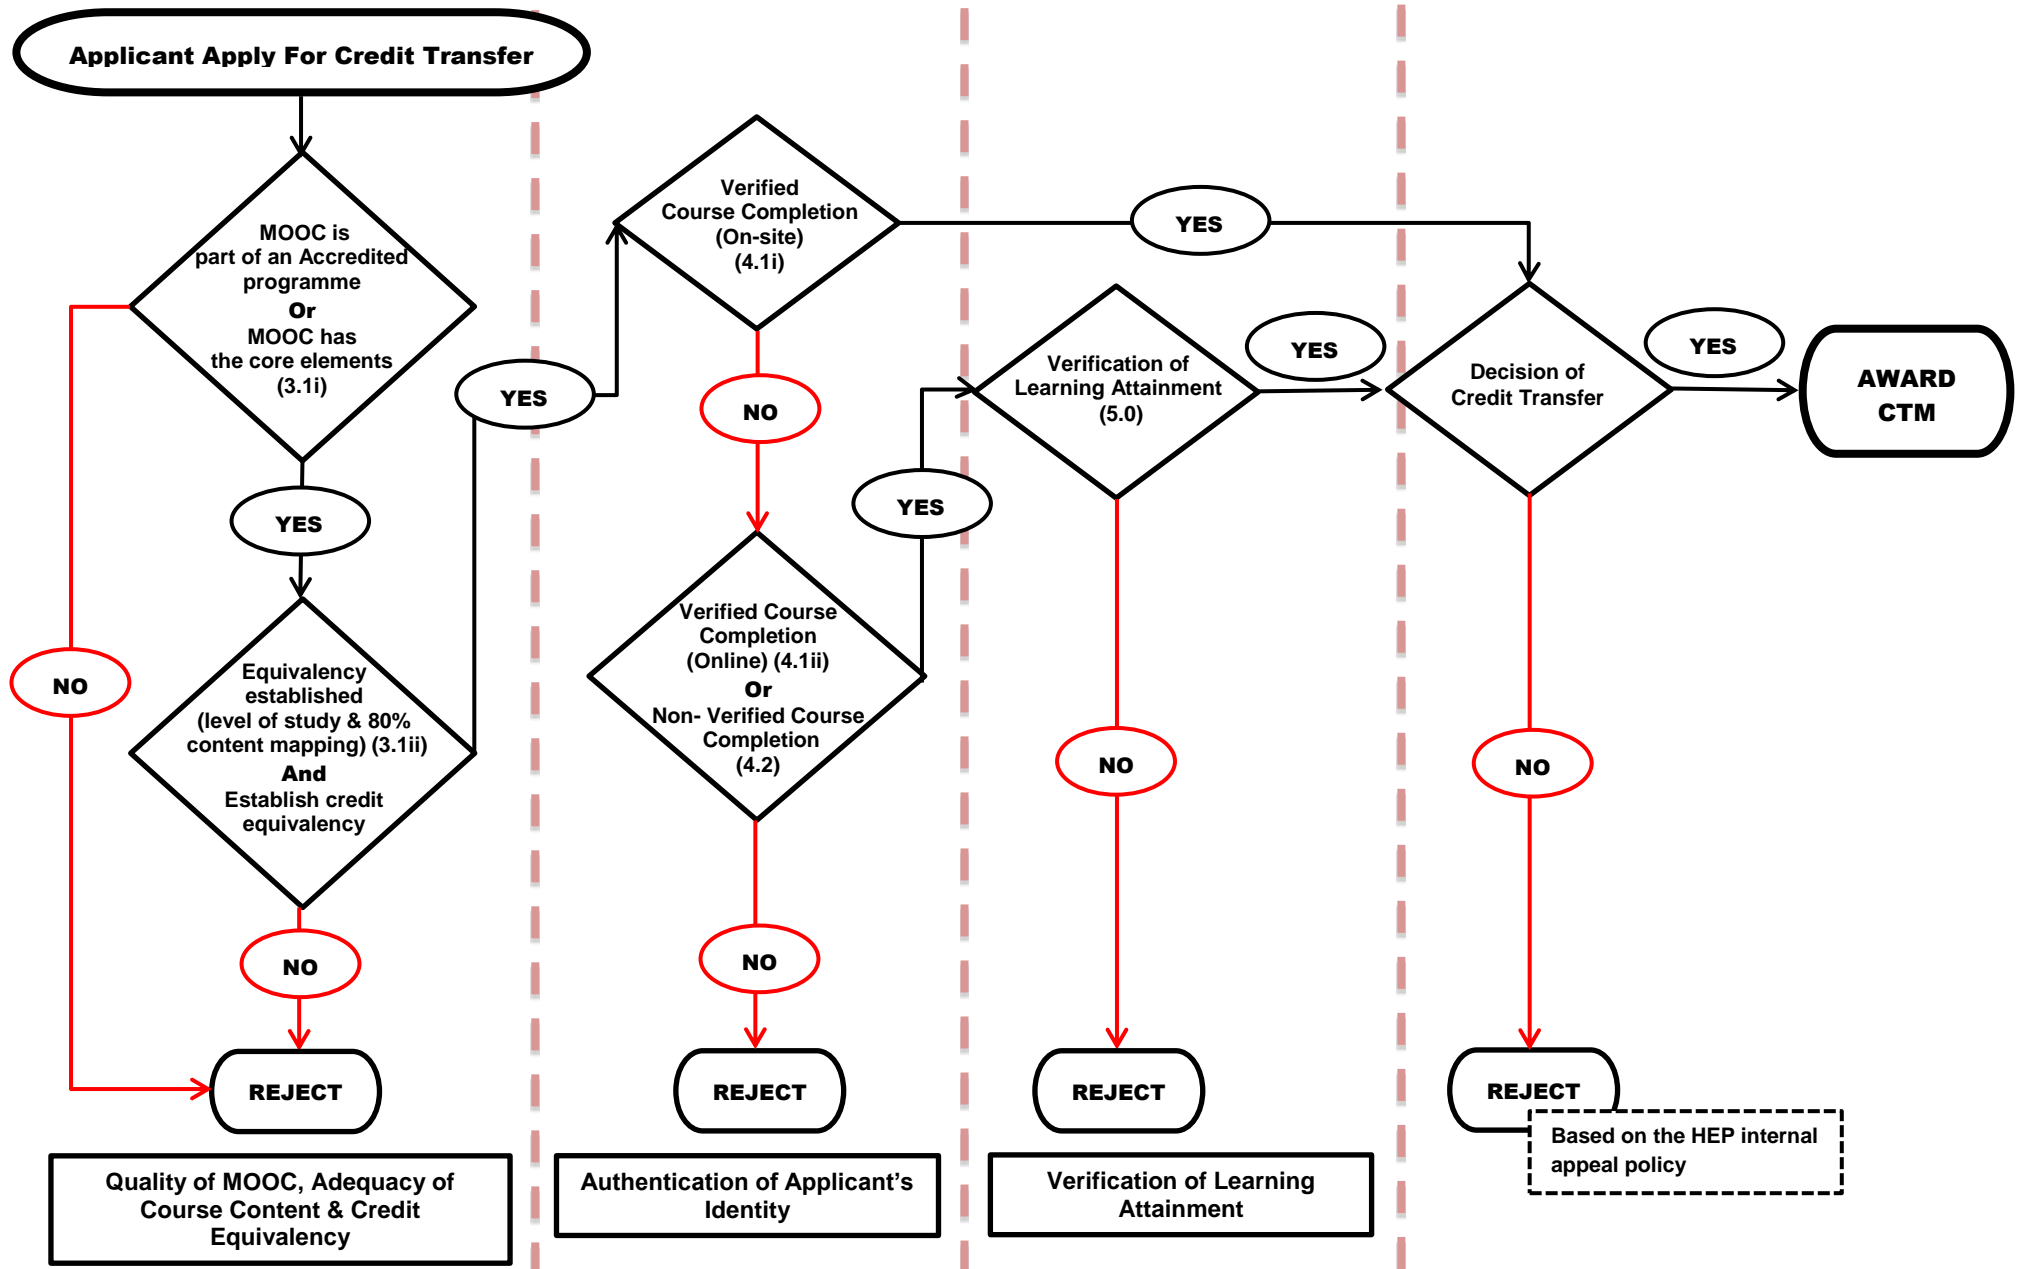 Applicant Apply For Credit Transfer
MOOC is
part of an Accredited
programme
Or
MOOC has
the core elements
(3.1i)
NO
YES
Equivalency
established
(level of study & 80%
content mapping) (3.1ii)
And
Establish credit
equivalency
YES
NO
REJECT
Quality of MOOC, Adequacy of
Course Content & Credit
Equivalency
Verified
Course Completion
(On-site)
(4.1i)
YES
NO
Verified Course
Completion
(Online) (4.1ii)
Or
Non- Verified Course
Completion
(4.2)
YES
NO
REJECT
Authentication of Applicant's
Identity
Verification of
Learning Attainment
(5.0)
YES
NO
REJECT
Verification of Learning
Attainment
Decision of
Credit Transfer
YES
AWARD
CTM
NO
REJECT
Based on the HEP internal
appeal policy